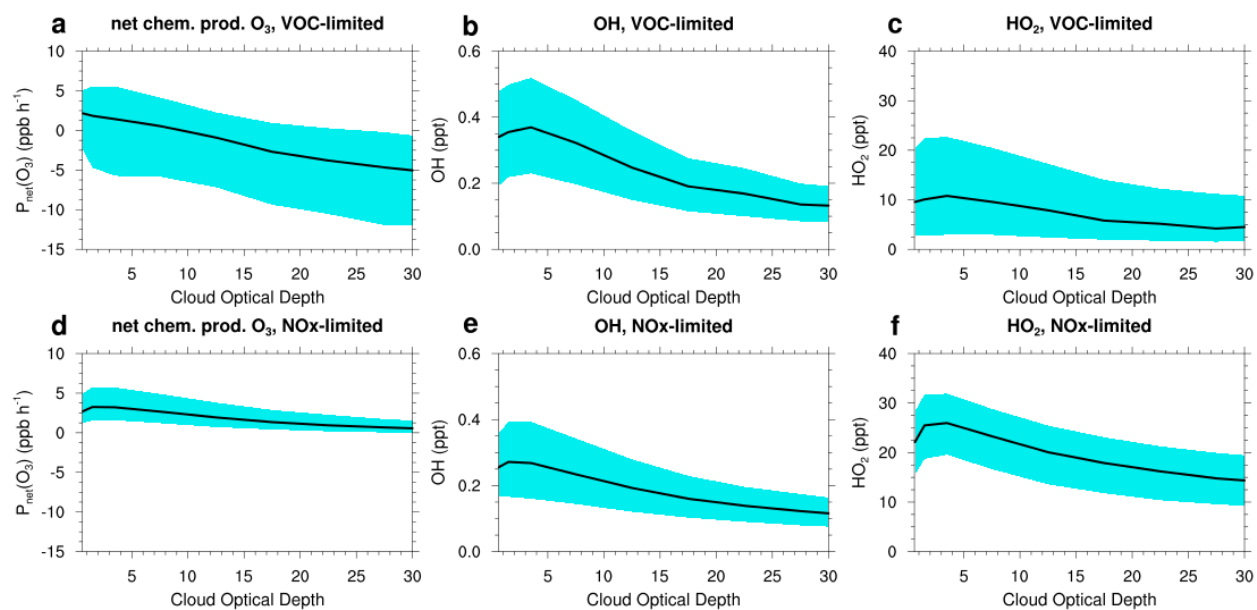 a net chem. prod. O₃, VOC-limited
10
5
0
-5
-10
-15
Pnet(O₃) (ppb h⁻¹)
5 10 15 20 25 30
Cloud Optical Depth
b OH, VOC-limited
0.6
0.4
0.2
0.0
OH (ppt)
5 10 15 20 25 30
Cloud Optical Depth
c HO₂, VOC-limited
40
30
20
10
0
HO₂ (ppt)
5 10 15 20 25 30
Cloud Optical Depth
d net chem. prod. O₃, NOx-limited
10
5
0
-5
-10
-15
Pnet(O₃) (ppb h⁻¹)
5 10 15 20 25 30
Cloud Optical Depth
e OH, NOx-limited
0.6
0.4
0.2
0.0
OH (ppt)
5 10 15 20 25 30
Cloud Optical Depth
f HO₂, NOx-limited
40
30
20
10
0
HO₂ (ppt)
5 10 15 20 25 30
Cloud Optical Depth